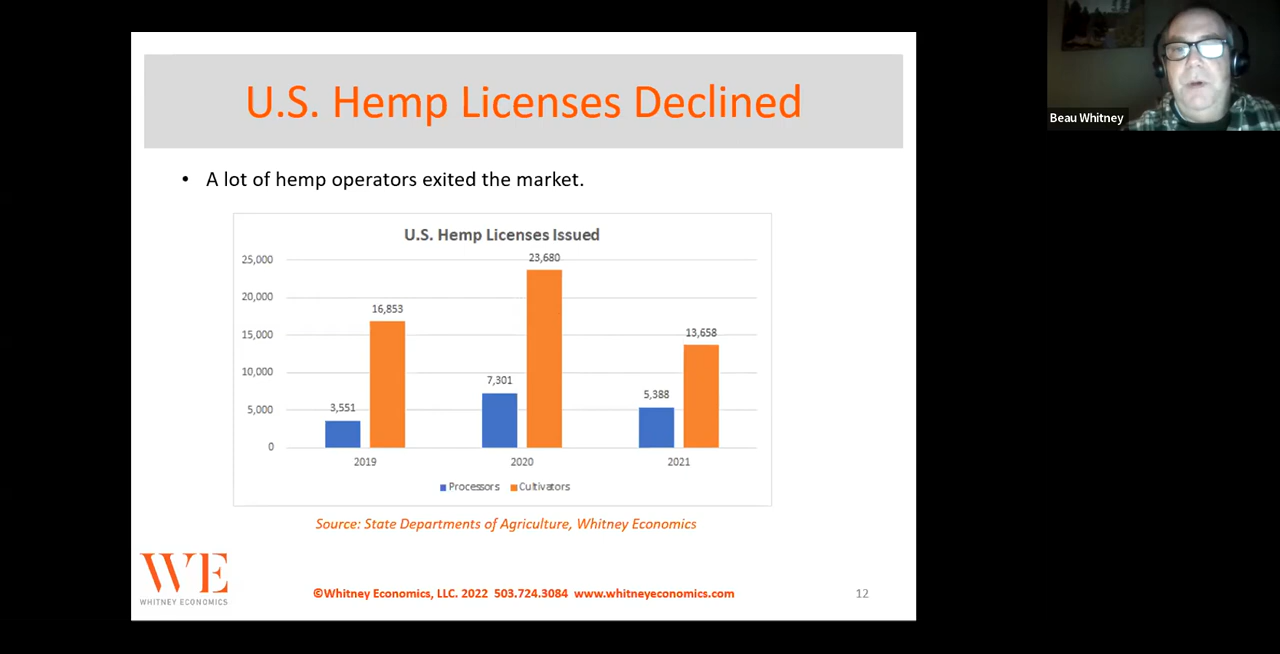 U.S. Hemp Licenses Declined
Beau Whitney
• A lot of hemp operators exited the market.
U.S. Hemp Licenses Issued
25,000
20,000
15,000
10,000
5,000
0
3,551
16,853
7,301
23,680
5,388
13,658
2019
2020
2021
Processors Cultivators
Source: State Departments of Agriculture, Whitney Economics
WE
WHITNEY ECONOMICS
©Whitney Economics, LLC. 2022 503.724.3084 www.whitneyeconomics.com
12